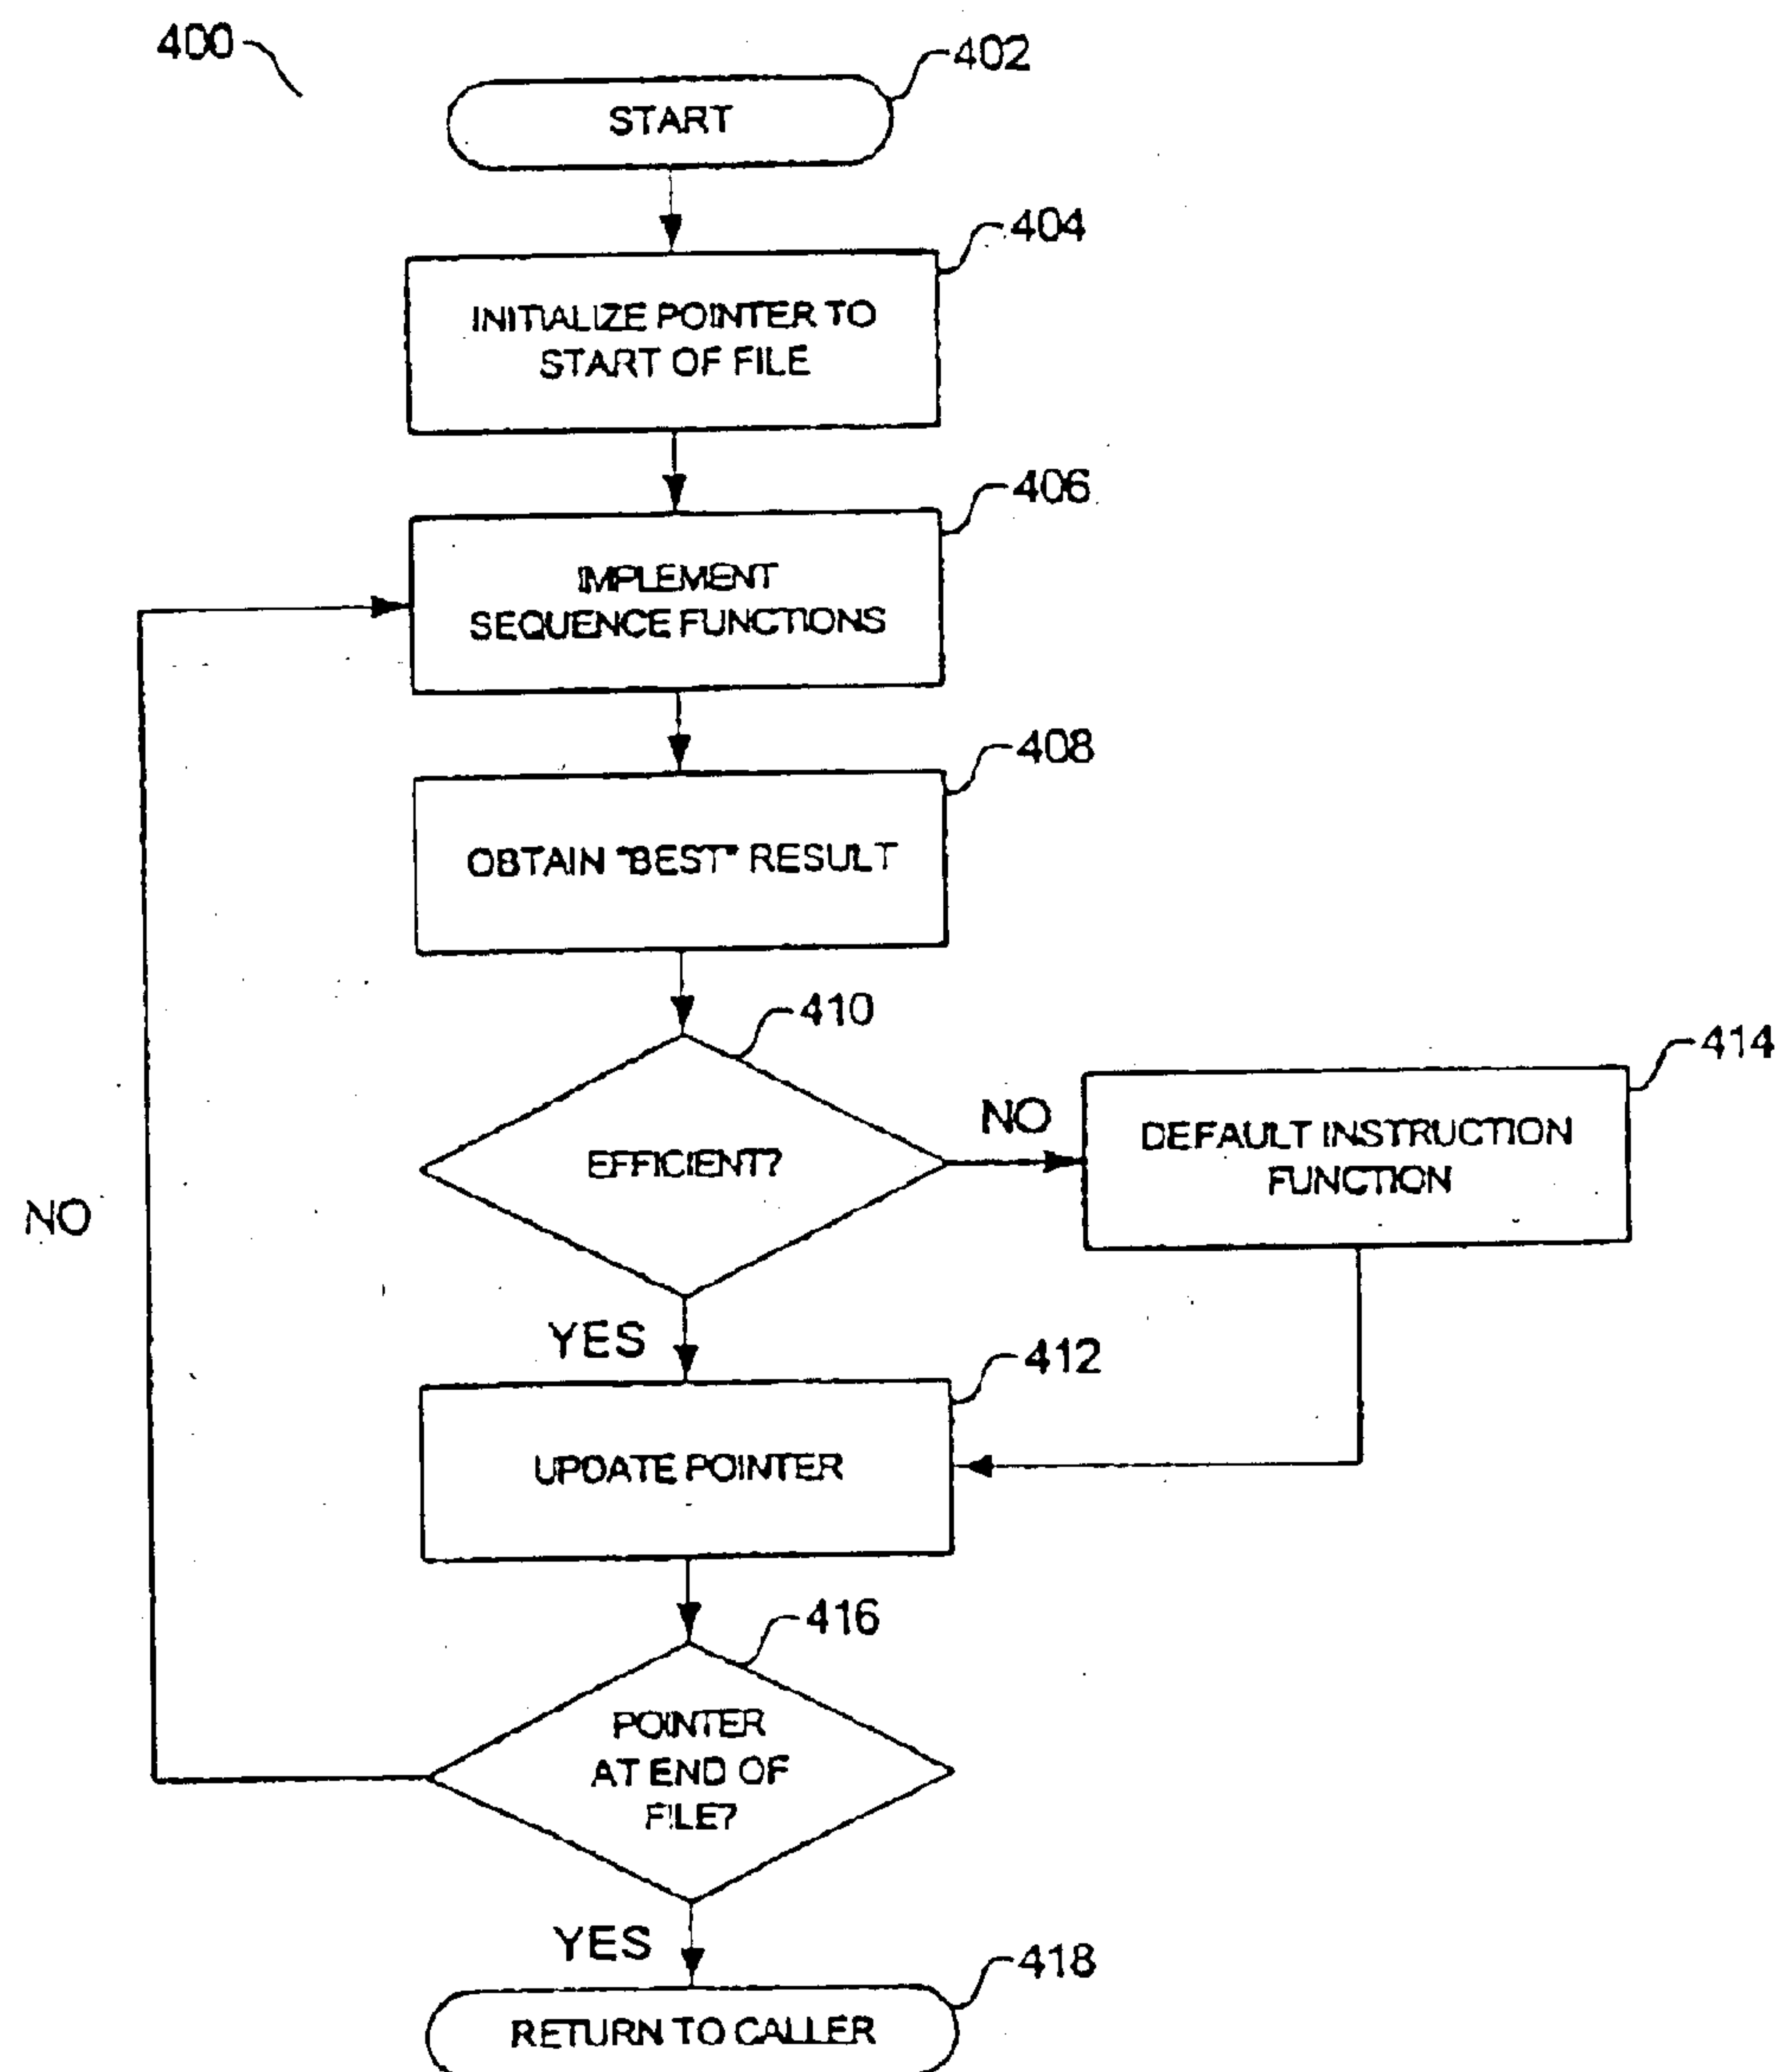 400
402
START
404
INITIALIZE POINTER TO
START OF FILE
406
IMPLEMENT
SEQUENCE FUNCTIONS
408
OBTAIN "BEST" RESULT
410
EFFICIENT?
NO
414
DEFAULT INSTRUCTION
FUNCTION
NO
YES
412
UPDATE POINTER
416
POINTER
AT END OF
FILE?
YES
418
RETURN TO CALLER